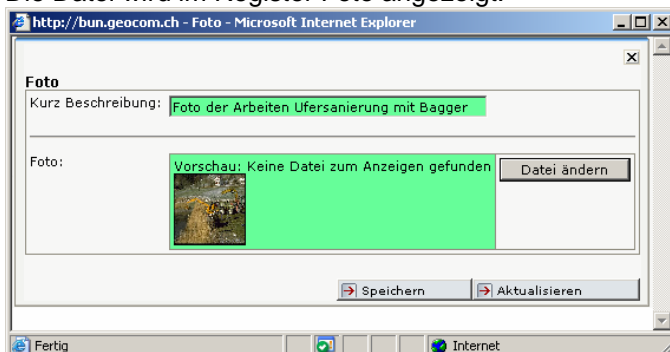 Die Datei wird im Register Foto angezeigt.
http://bun.geocom.ch - Foto - Microsoft Internet Explorer
Foto
Kurz Beschreibung: Foto der Arbeiten Ufersanierung mit Bagger
Foto: Vorschau: Keine Datei zum Anzeigen gefunden Datei ändern
Speichern Aktualisieren
Fertig Internet